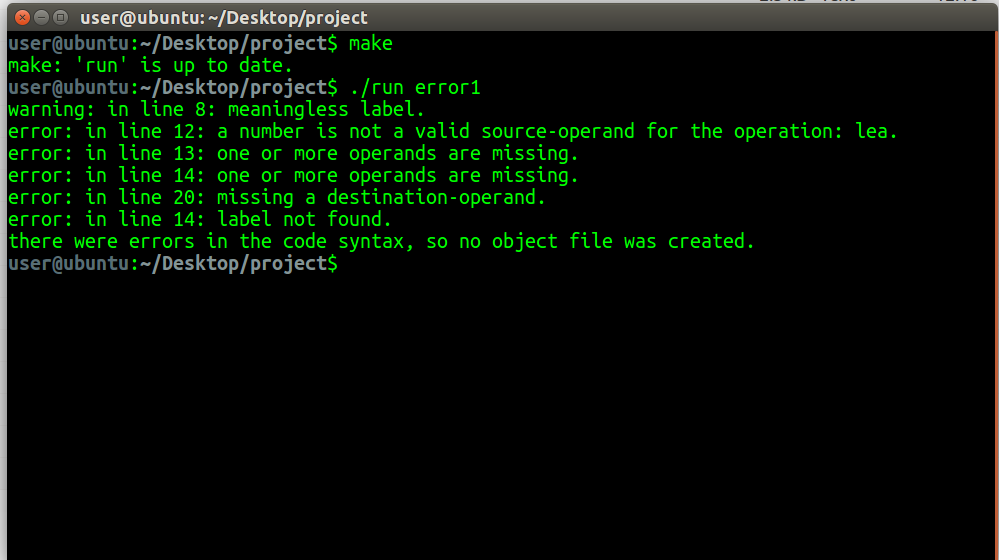 user@ubuntu: ~/Desktop/project
user@ubuntu:~/Desktop/project$ make
make: 'run' is up to date.
user@ubuntu:~/Desktop/project$ ./run error1
warning: in line 8: meaningless label.
error: in line 12: a number is not a valid source-operand for the operation: lea.
error: in line 13: one or more operands are missing.
error: in line 14: one or more operands are missing.
error: in line 20: missing a destination-operand.
error: in line 14: label not found.
there were errors in the code syntax, so no object file was created.
user@ubuntu:~/Desktop/project$